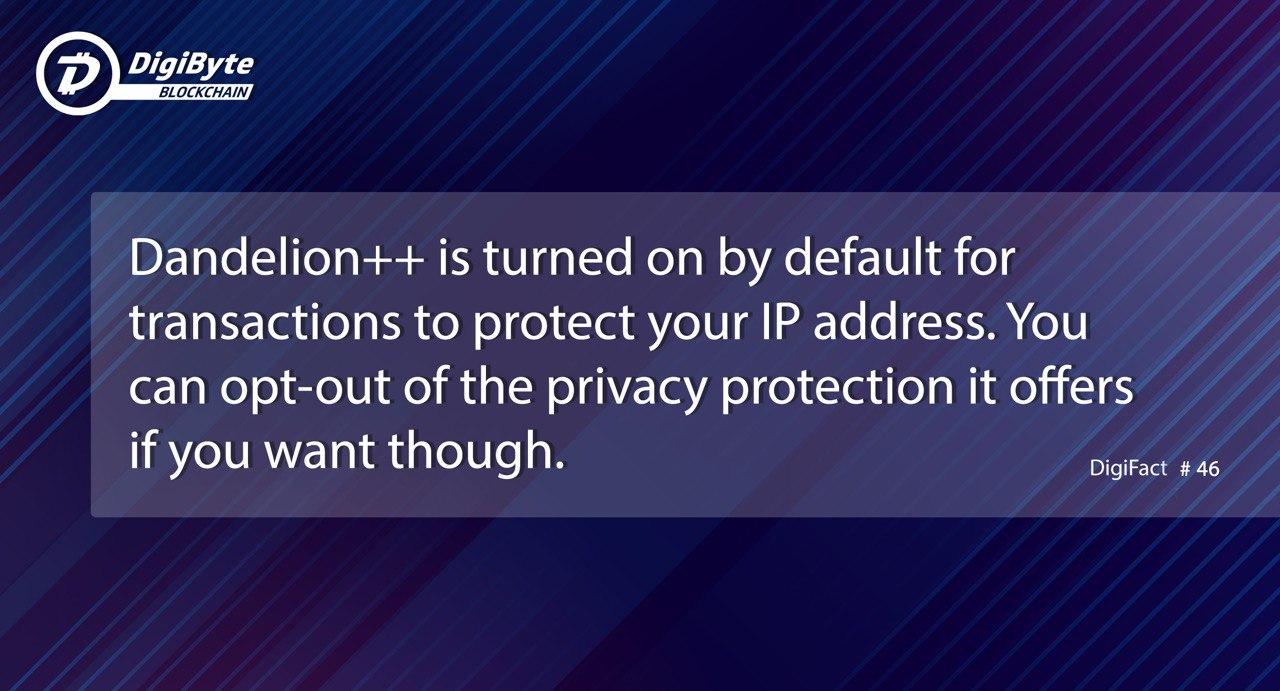 DigiByte
BLOCKCHAIN
Dandelion++ is turned on by default for
transactions to protect your IP address. You
can opt-out of the privacy protection it offers
if you want though.
DigiFact # 46